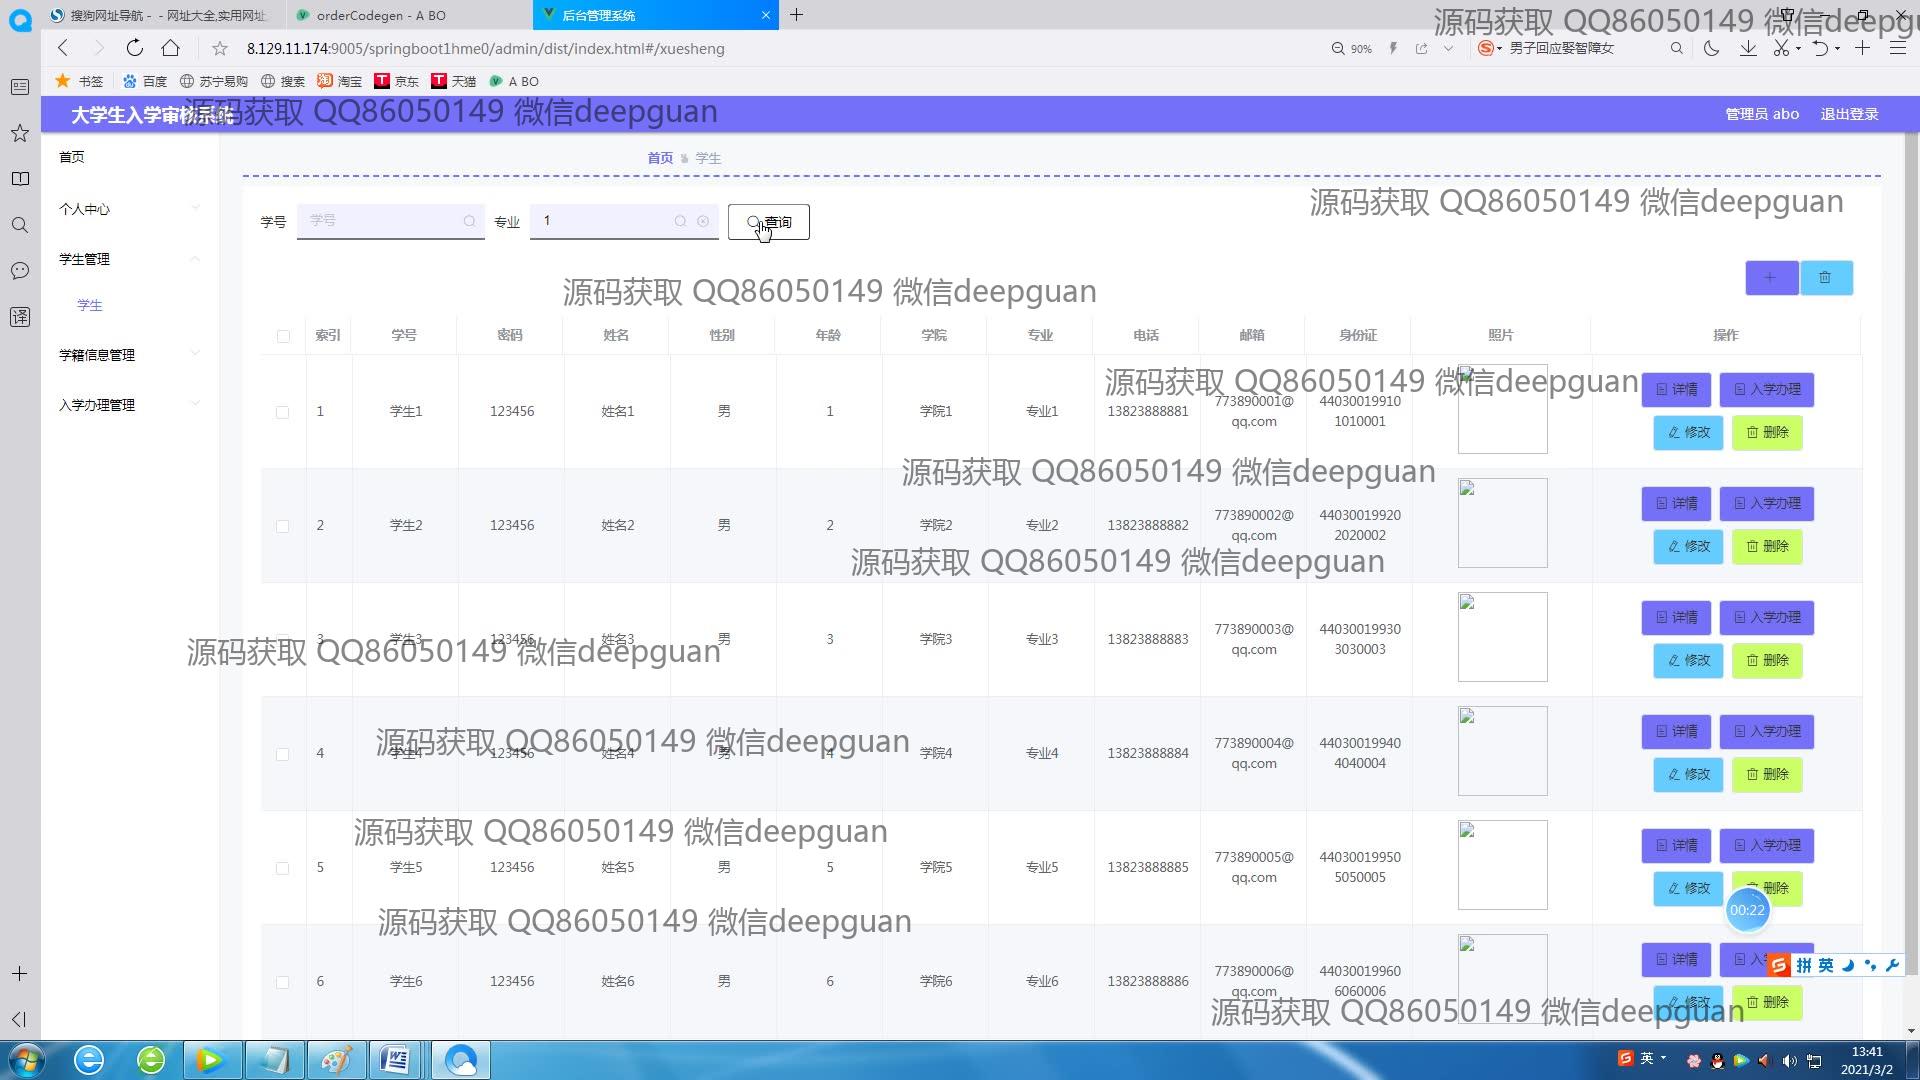 搜狗网址导航 - - 网址大全,实用网址
orderCodegen - A BO
后台管理系统
源码获取 QQ86050149 微信deepgu
8.129.11.174:9005/springboot1hme0/admin/dist/index.html#/xuesheng
90%
男子回应娶智障女
书签
百度
苏宁易购
搜索
淘宝
京东
天猫
A BO
大学生入学审核系统
源码获取 QQ86050149 微信deepguan
管理员 abo
退出登录
首页
个人中心
学生管理
学生
学籍信息管理
入学办理管理
译
首页 学生
源码获取 QQ86050149 微信deepguan
学号 学号 专业 1 查询
源码获取 QQ86050149 微信deepguan
索引 学号 密码 姓名 性别 年龄 学院 专业 电话 邮箱 身份证 照片 操作
源码获取 QQ86050149 微信deepguan
1 学生1 123456 姓名1 男 1 学院1 专业1 13823888881 773890001@
qq.com
44030019910
1010001
详情 入学办理
修改 删除
源码获取 QQ86050149 微信deepguan
2 学生2 123456 姓名2 男 2 学院2 专业2 13823888882 773890002@
qq.com
44030019920
2020002
详情 入学办理
修改 删除
源码获取 QQ86050149 微信deepguan
3 学生3 123456 姓名3 男 3 学院3 专业3 13823888883 773890003@
qq.com
44030019930
3030003
详情 入学办理
修改 删除
源码获取 QQ86050149 微信deepguan
4 学生4 123456 姓名4 男 4 学院4 专业4 13823888884 773890004@
qq.com
44030019940
4040004
详情 入学办理
修改 删除
源码获取 QQ86050149 微信deepguan
源码获取 QQ86050149 微信deepguan
5 学生5 123456 姓名5 男 5 学院5 专业5 13823888885 773890005@
qq.com
44030019950
5050005
详情 入学办理
修改 删除
00:22
源码获取 QQ86050149 微信deepguan
6 学生6 123456 姓名6 男 6 学院6 专业6 13823888886 773890006@
qq.com
44030019960
6060006
详情
修改 删除
拼 英
源码获取 QQ86050149 微信deepguan
英
13:41
2021/3/2